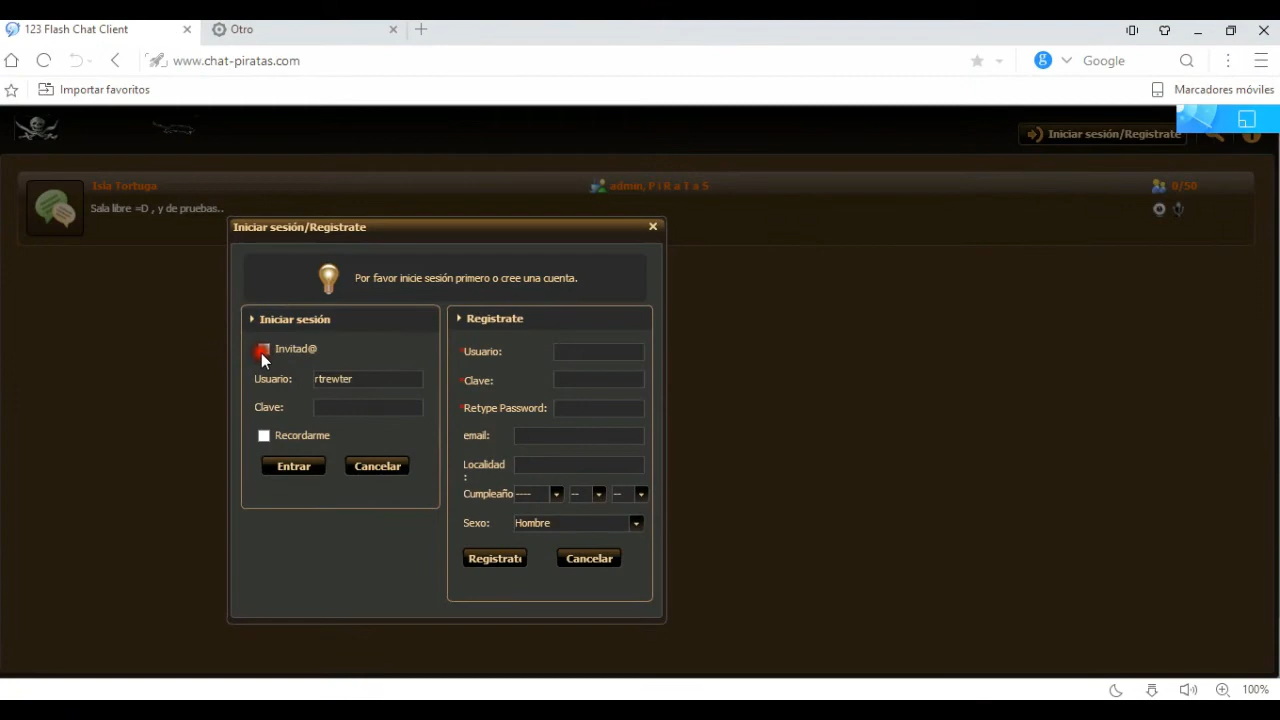 123 Flash Chat Client
Otro
www.chat-piratas.com
Google
Importar favoritos
Marcadores móviles
Iniciar sesión/Registrate
Isla Tortuga
admin, P i R a T a S
0/50
Sala libre =D , y de pruebas..
Iniciar sesión/Registrate
Por favor inicie sesión primero o cree una cuenta.
Iniciar sesión
Invitad@
Usuario: rtrewter
Clave:
Recordarme
Entrar Cancelar
Registrate
*Usuario:
*Clave:
*Retype Password:
email:
Localidad
:
Cumpleaño ---- -- --
Sexo: Hombre
Registrat Cancelar
100%